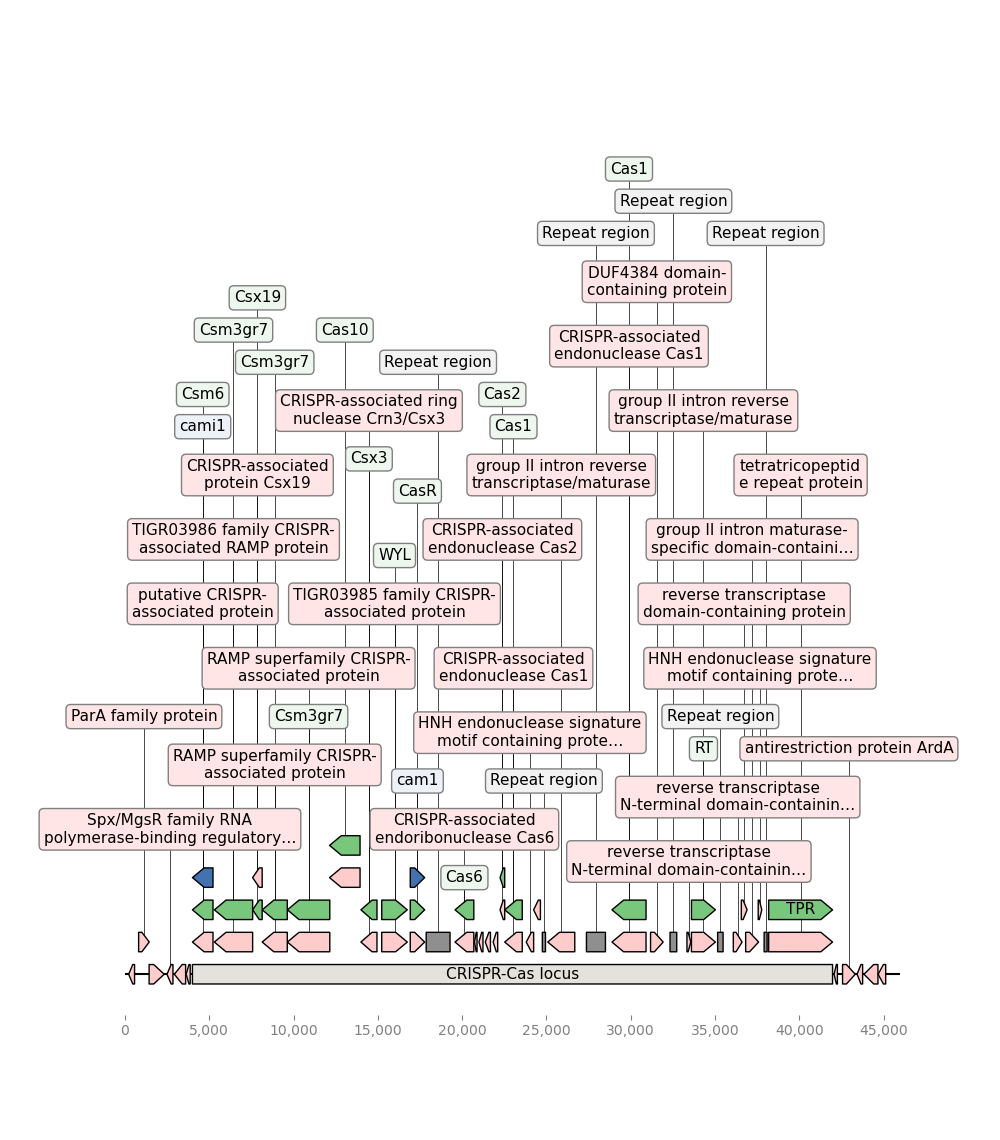 Cas1
Repeat region
Repeat region
Repeat region
DUF4384 domain-
containing protein
Csx19
Csm3gr7
Cas10
CRISPR-associated
endonuclease Cas1
Csm3gr7
Repeat region
Csm6
Cas2
CRISPR-associated ring
nuclease Crn3/Csx3
group II intron reverse
transcriptase/maturase
cami1
Cas1
Csx3
CRISPR-associated
protein Csx19
group II intron reverse
transcriptase/maturase
tetratricopeptid
e repeat protein
CasR
TIGR03986 family CRISPR-
associated RAMP protein
CRISPR-associated
endonuclease Cas2
group II intron maturase-
specific domain-containi...
WYL
putative CRISPR-
associated protein
TIGR03985 family CRISPR-
associated protein
reverse transcriptase
domain-containing protein
RAMP superfamily CRISPR-
associated protein
CRISPR-associated
endonuclease Cas1
HNH endonuclease signature
motif containing prote...
ParA family protein
Csm3gr7
HNH endonuclease signature
motif containing prote...
Repeat region
RT
antirestriction protein ArdA
RAMP superfamily CRISPR-
associated protein
cam1
Repeat region
reverse transcriptase
N-terminal domain-containin...
Spx/MgsR family RNA
polymerase-binding regulatory...
CRISPR-associated
endoribonuclease Cas6
reverse transcriptase
N-terminal domain-containin...
Cas6
TPR
CRISPR-Cas locus
0
5,000
10,000
15,000
20,000
25,000
30,000
35,000
40,000
45,000